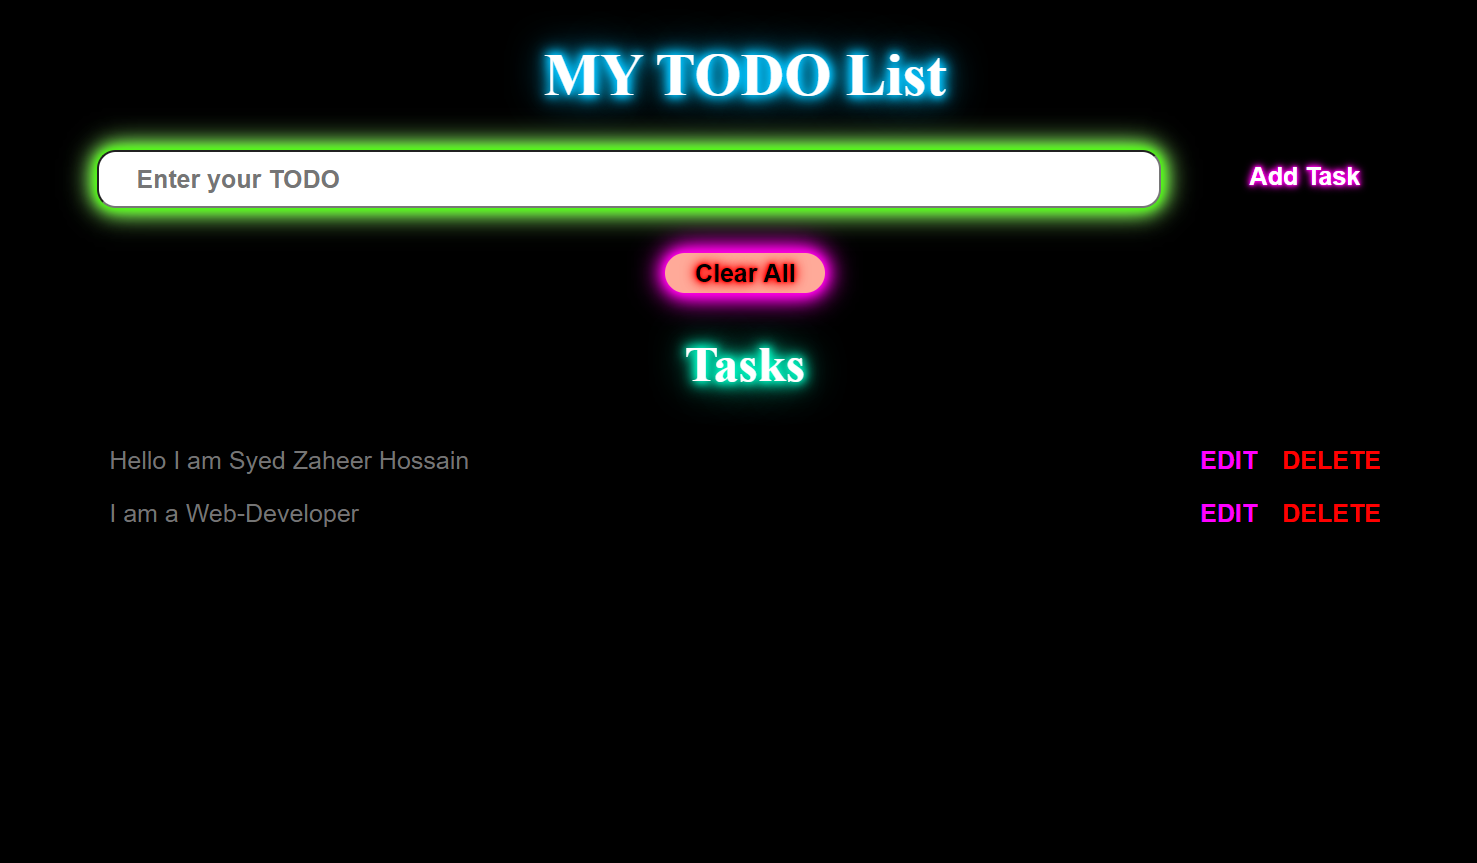 MY TODO List
Enter your TODO
Add Task
Clear All
Tasks
Hello I am Syed Zaheer Hossain EDIT DELETE
I am a Web-Developer EDIT DELETE